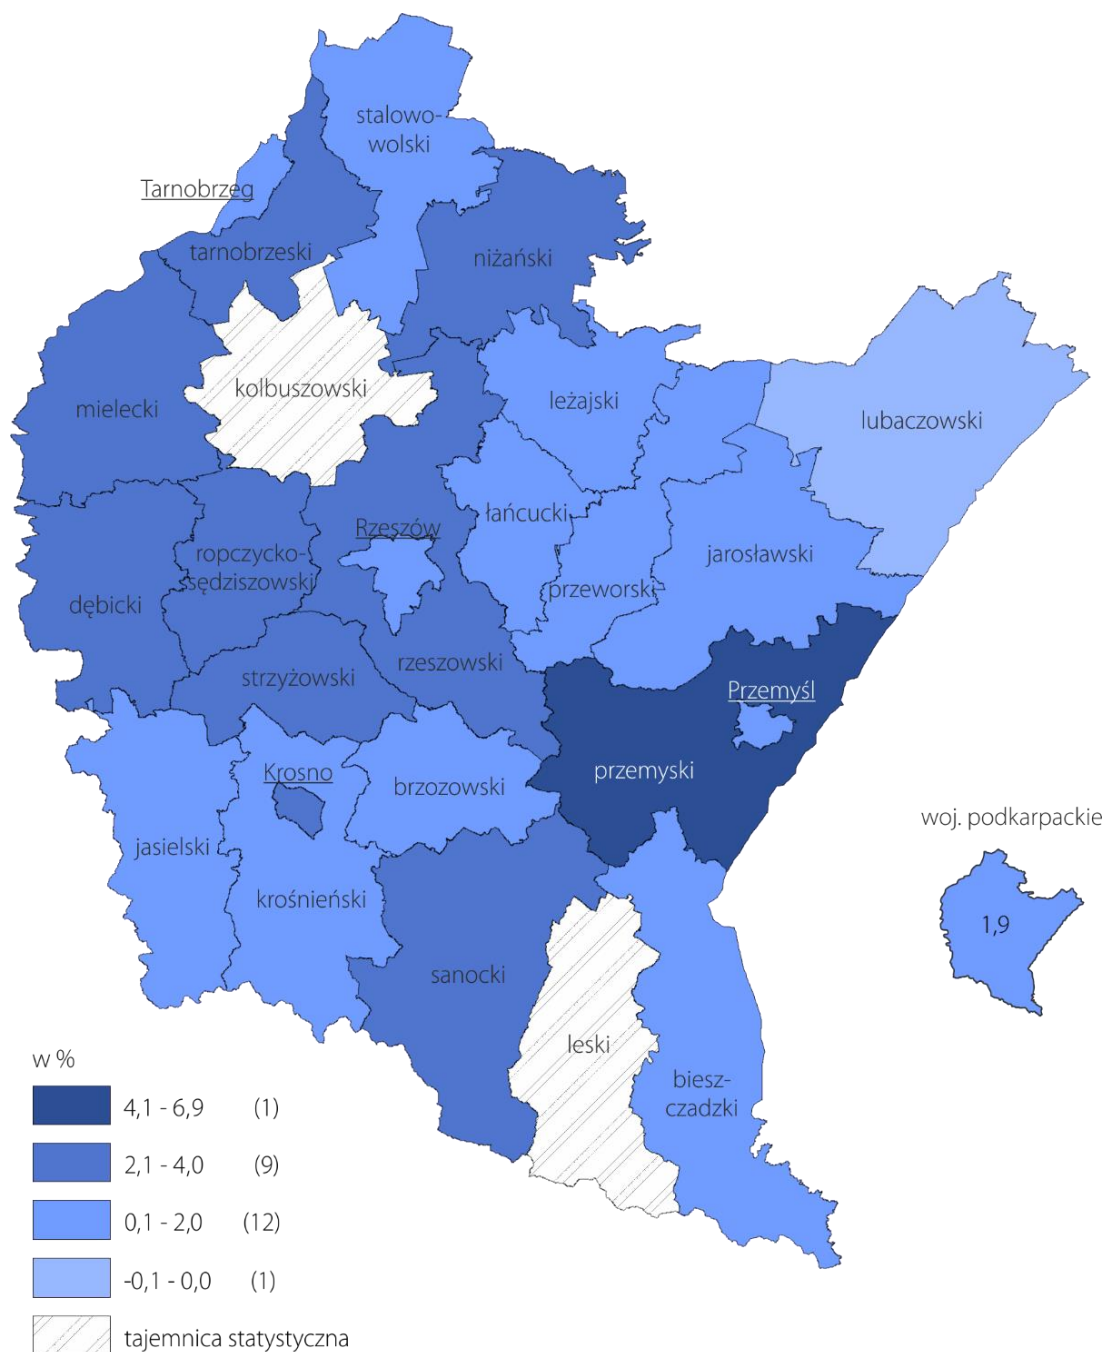 stalowo-
wolski
Tarnobrzeg
tarnobrzeski
niżański
kolbuszowski
mielecki
leżajski
lubaczowski
łańcucki
Rzeszów
ropczycko-
sędziszowski
jarosławski
przeworski
dębicki
rzeszowski
strzyżowski
Przemyśl
przemyski
Krosno
brzozowski
jasielski
krośnieński
sanocki
leski
biesz-
czadzki
woj. podkarpackie
1,9
w %
4,1 - 6,9 (1)
2,1 - 4,0 (9)
0,1 - 2,0 (12)
-0,1 - 0,0 (1)
tajemnica statystyczna